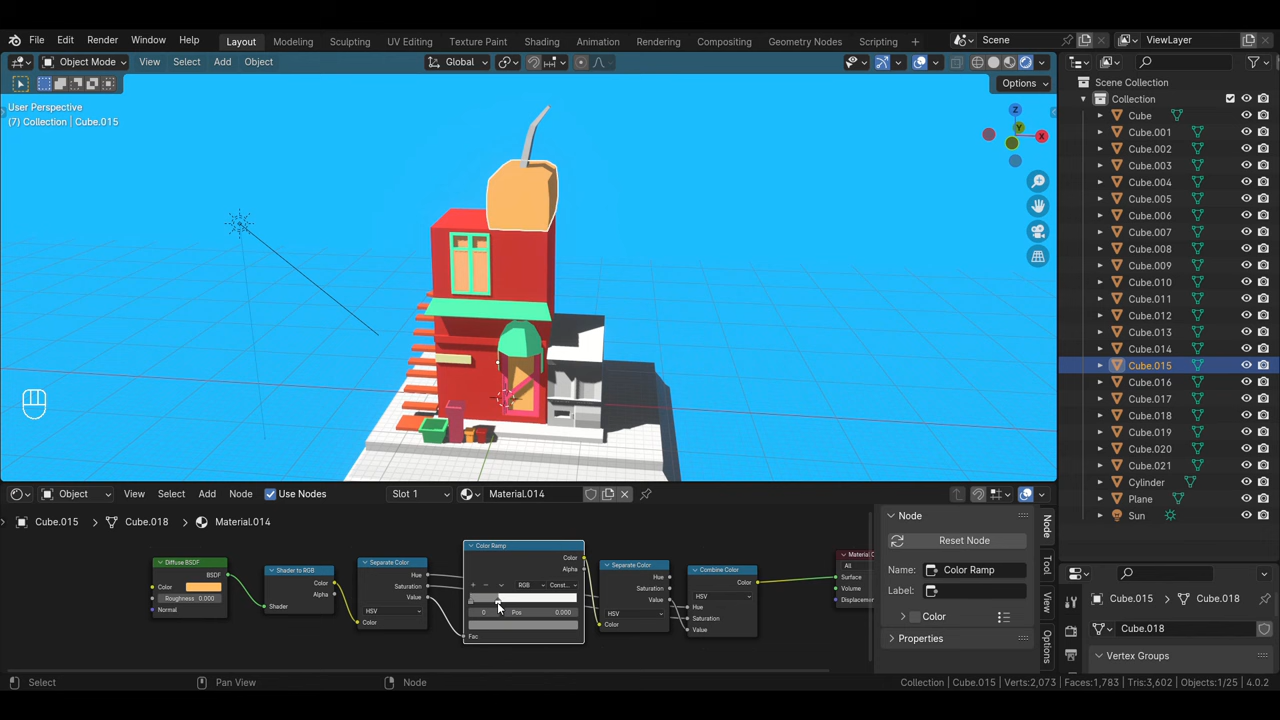 File Edit Render Window Help Layout Modeling Sculpting UV Editing Texture Paint Shading Animation Rendering Compositing Geometry Nodes Scripting + Scene ViewLayer
Object Mode View Select Add Object Global
Options
User Perspective
(7) Collection | Cube.015
Z
Y
X
Scene Collection
Collection
Cube
Cube.001
Cube.002
Cube.003
Cube.004
Cube.005
Cube.006
Cube.007
Cube.008
Cube.009
Cube.010
Cube.011
Cube.012
Cube.013
Cube.014
Cube.015
Cube.016
Cube.017
Cube.018
Cube.019
Cube.020
Cube.021
Cylinder
Plane
Sun
Object View Select Add Node Use Nodes Slot 1 Material.014
Cube.015 Cube.018 Material.014
Diffuse BSDF
BSDF
Color
Roughness 0.000
Normal
Shader to RGB
Color
Alpha
Shader
Separate Color
Hue
Saturation
Value
HSV
Color
Color Ramp
Color
Alpha
RGB Const...
0 Pos 0.000
Fac
Separate Color
Hue
Saturation
Value
HSV
Color
Combine Color
Color
HSV
Hue
Saturation
Value
Material O
All
Surface
Volume
Displacem
Node
Reset Node
Name: Color Ramp
Label:
Color
Properties
Node
Tool
View
Options
Cube.015 Cube.018
Cube.018
Vertex Groups
Select Pan View Node Collection | Cube.015 | Verts:2,073 | Faces:1,783 | Tris:3,602 | Objects:1/25 | 4.0.2